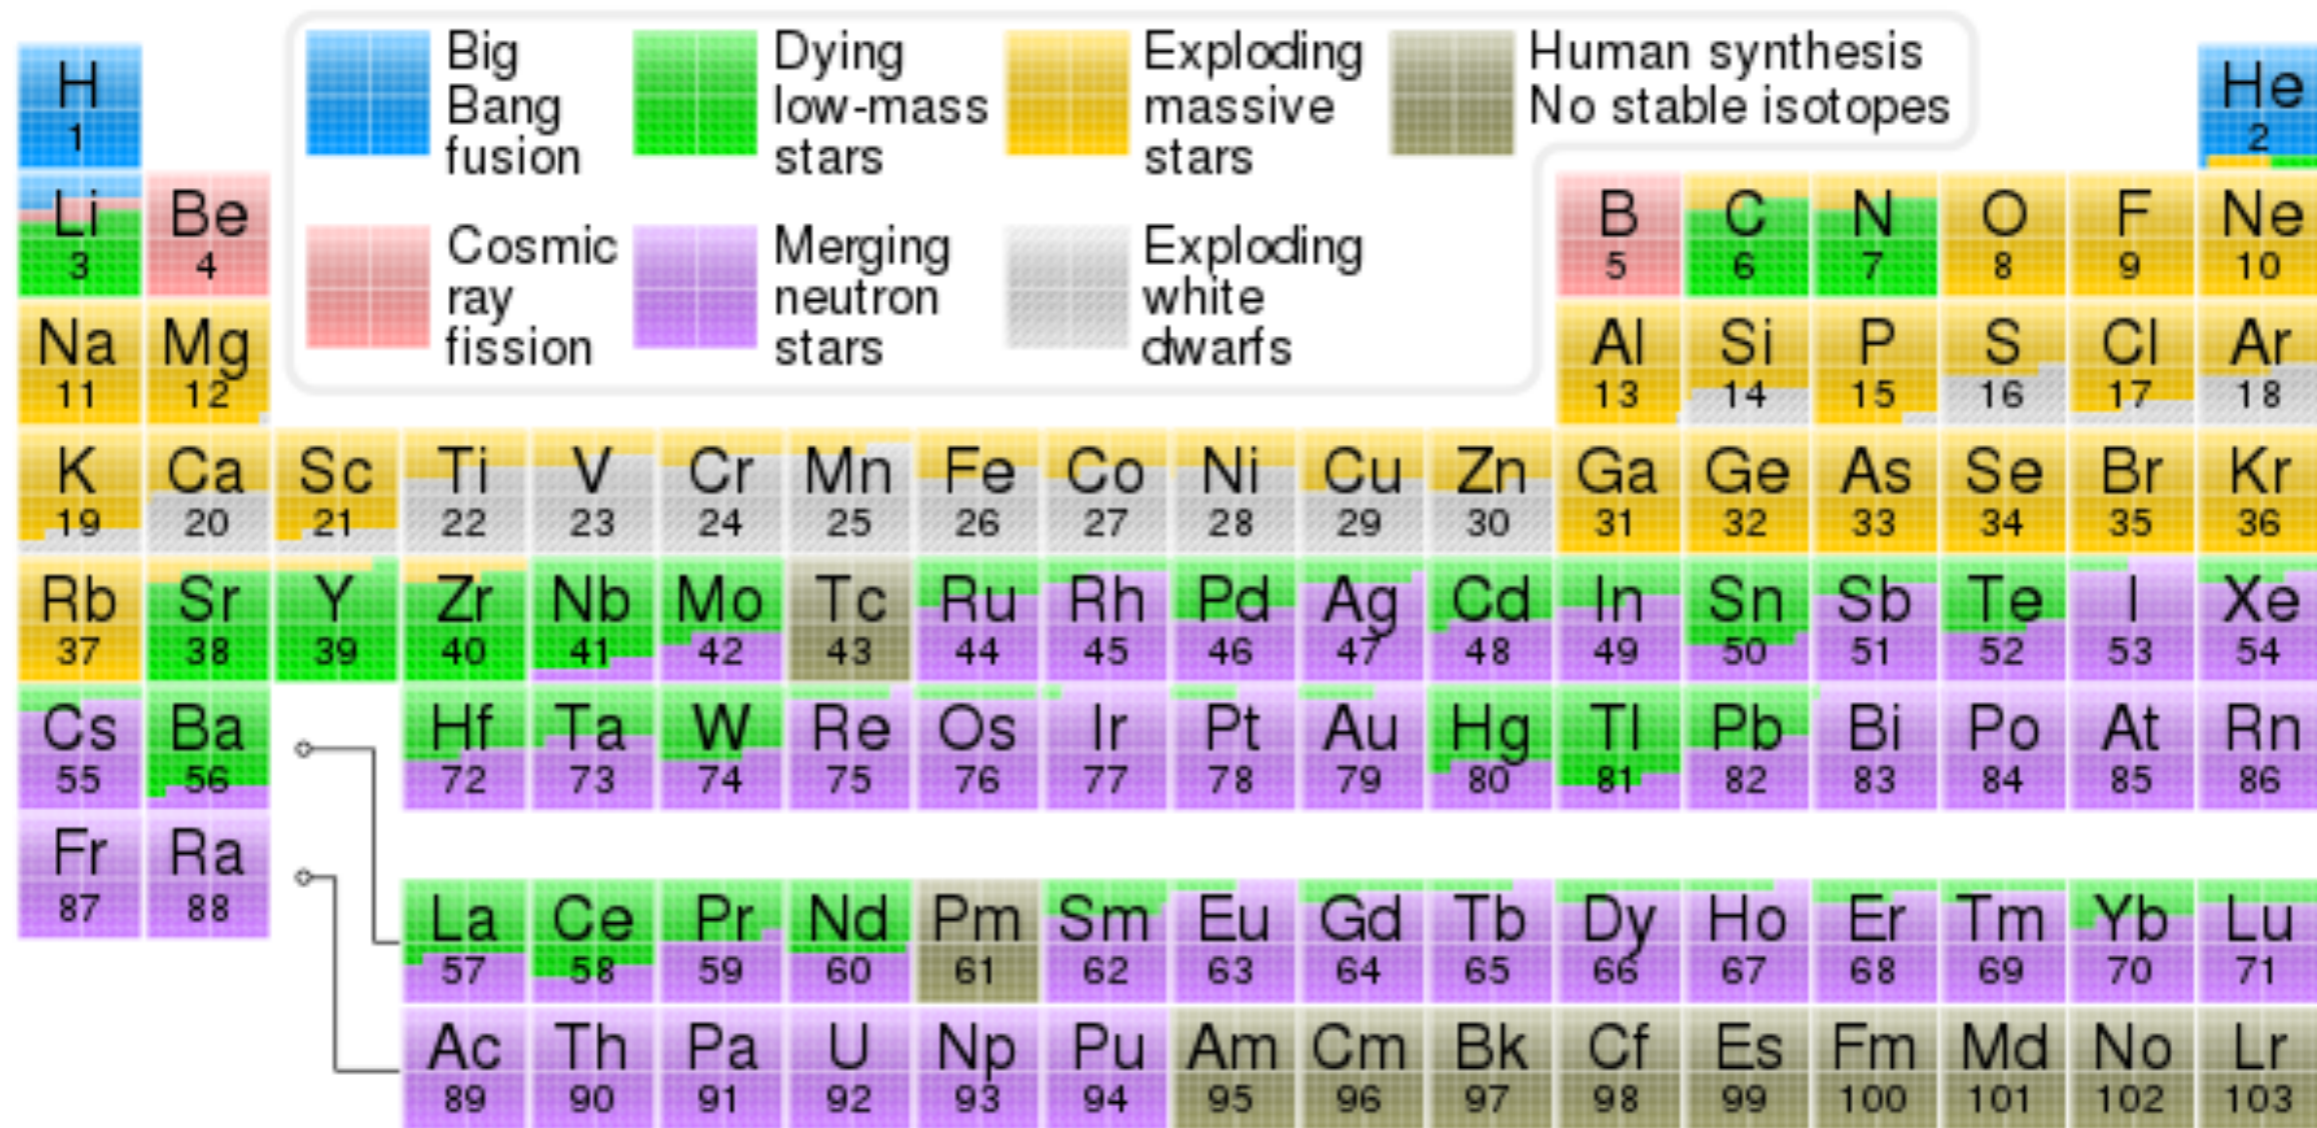 Big
Bang
fusion
Dying
low-mass
stars
Exploding
massive
stars
Human synthesis
No stable isotopes
Cosmic
ray
fission
Merging
neutron
stars
Exploding
white
dwarfs
H He
1 2
Li Be B C N O F Ne
3 4 5 6 7 8 9 10
Na Mg Al Si P S Cl Ar
11 12 13 14 15 16 17 18
K Ca Sc Ti V Cr Mn Fe Co Ni Cu Zn Ga Ge As Se Br Kr
19 20 21 22 23 24 25 26 27 28 29 30 31 32 33 34 35 36
Rb Sr Y Zr Nb Mo Tc Ru Rh Pd Ag Cd In Sn Sb Te I Xe
37 38 39 40 41 42 43 44 45 46 47 48 49 50 51 52 53 54
Cs Ba Hf Ta W Re Os Ir Pt Au Hg Tl Pb Bi Po At Rn
55 56 72 73 74 75 76 77 78 79 80 81 82 83 84 85 86
Fr Ra
87 88
La Ce Pr Nd Pm Sm Eu Gd Tb Dy Ho Er Tm Yb Lu
57 58 59 60 61 62 63 64 65 66 67 68 69 70 71
Ac Th Pa U Np Pu Am Cm Bk Cf Es Fm Md No Lr
89 90 91 92 93 94 95 96 97 98 99 100 101 102 103